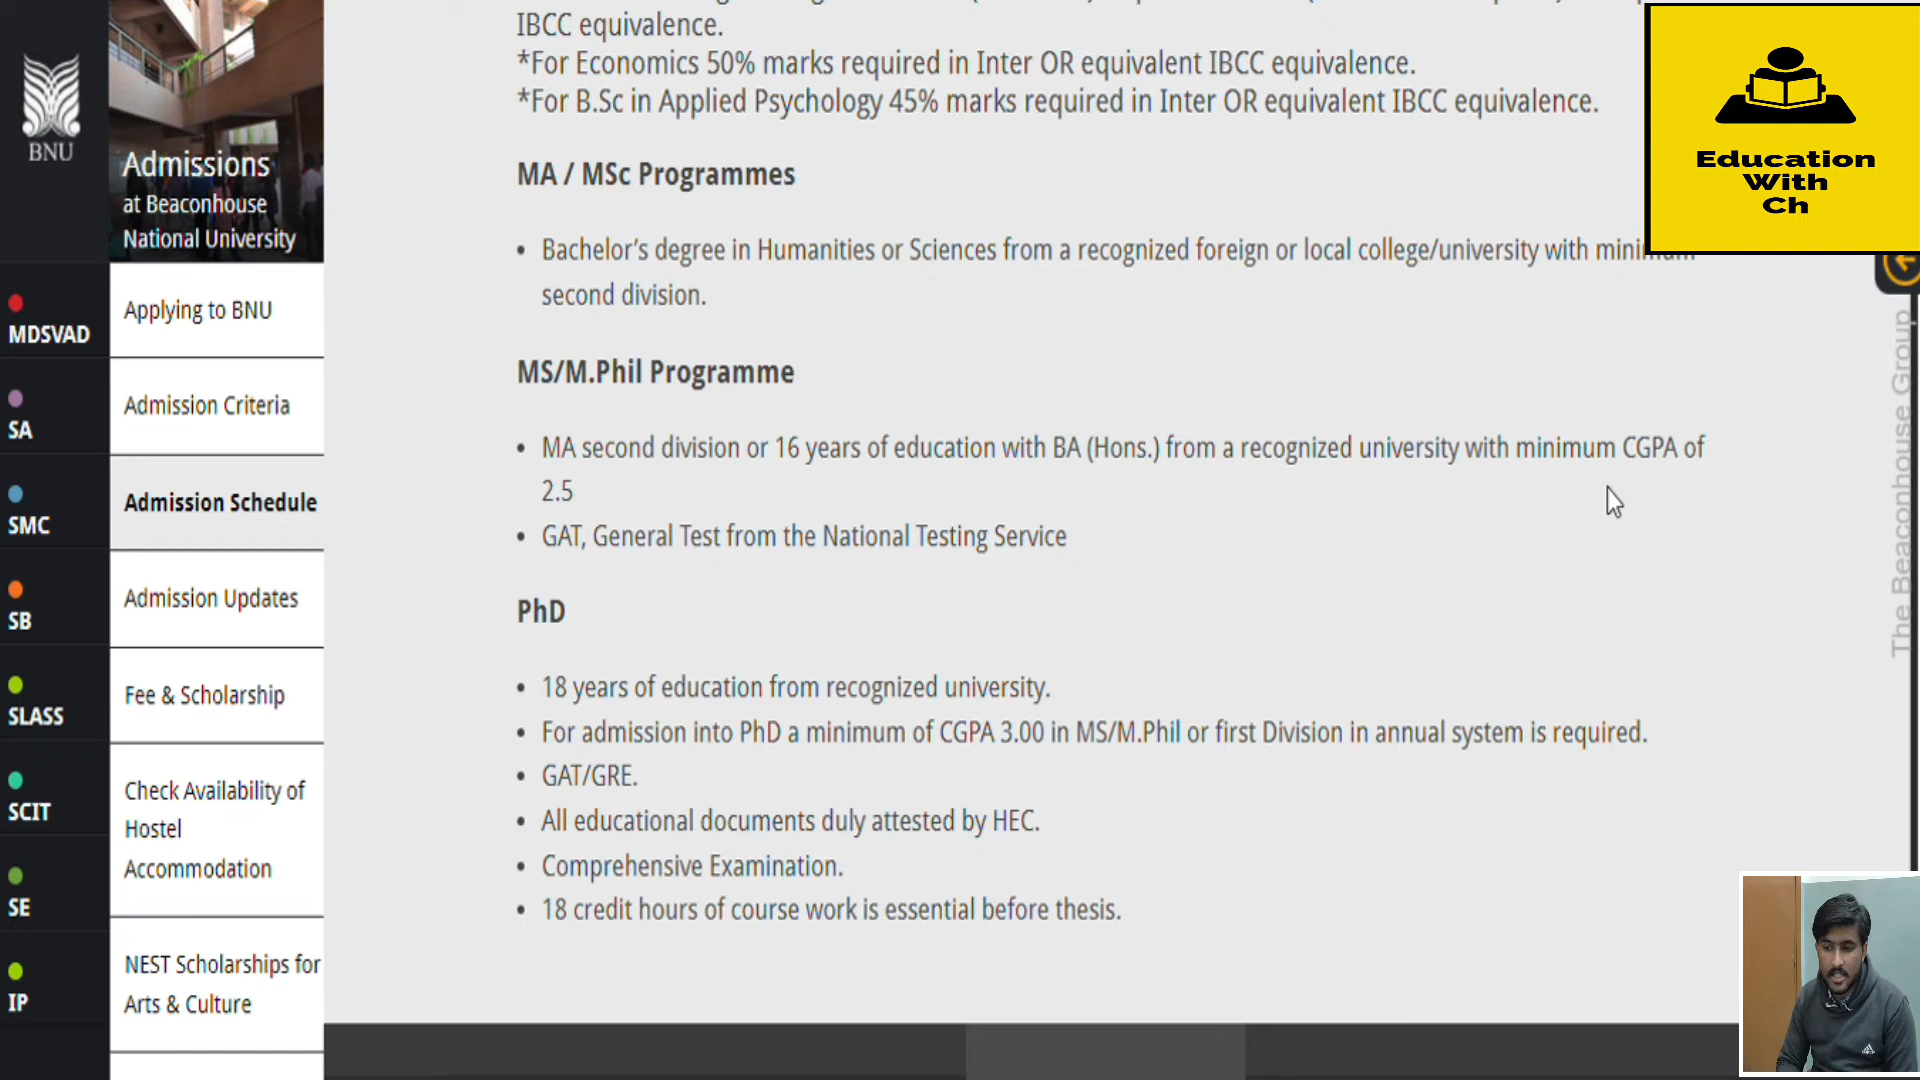 IBCC equivalence.
*For Economics 50% marks required in Inter OR equivalent IBCC equivalence.
*For B.Sc in Applied Psychology 45% marks required in Inter OR equivalent IBCC equivalence.
MA / MSc Programmes
• Bachelor's degree in Humanities or Sciences from a recognized foreign or local college/university with minimum
second division.
MS/M.Phil Programme
• MA second division or 16 years of education with BA (Hons.) from a recognized university with minimum CGPA of
2.5
• GAT, General Test from the National Testing Service
PhD
• 18 years of education from recognized university.
• For admission into PhD a minimum of CGPA 3.00 in MS/M.Phil or first Division in annual system is required.
• GAT/GRE.
• All educational documents duly attested by HEC.
• Comprehensive Examination.
• 18 credit hours of course work is essential before thesis.
BNU
Admissions
at Beaconhouse
National University
MDSVAD
SA
SMC
SB
SLASS
SCIT
SE
IP
Applying to BNU
Admission Criteria
Admission Schedule
Admission Updates
Fee & Scholarship
Check Availability of
Hostel
Accommodation
NEST Scholarships for
Arts & Culture
Education
With
Ch
The Beaconhouse Group